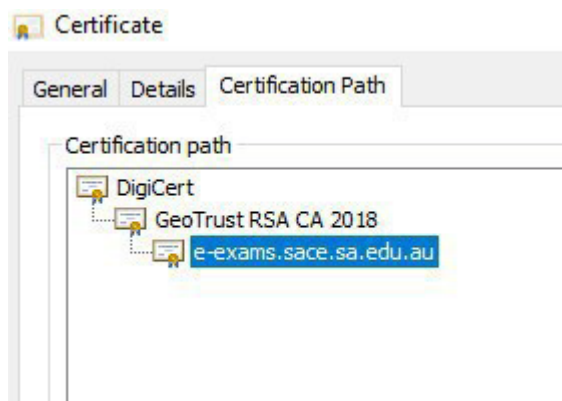 Certificate
General Details Certification Path
Certification path
DigiCert
GeoTrust RSA CA 2018
e-exams.sace.sa.edu.au